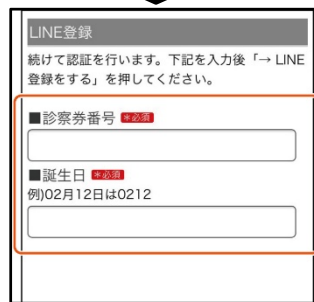 LINE登録
続けて認証を行います。下記を入力後「→ LINE
登録をする」を押してください。
■診察券番号 *必須
■誕生日 *必須
例)02月12日は0212